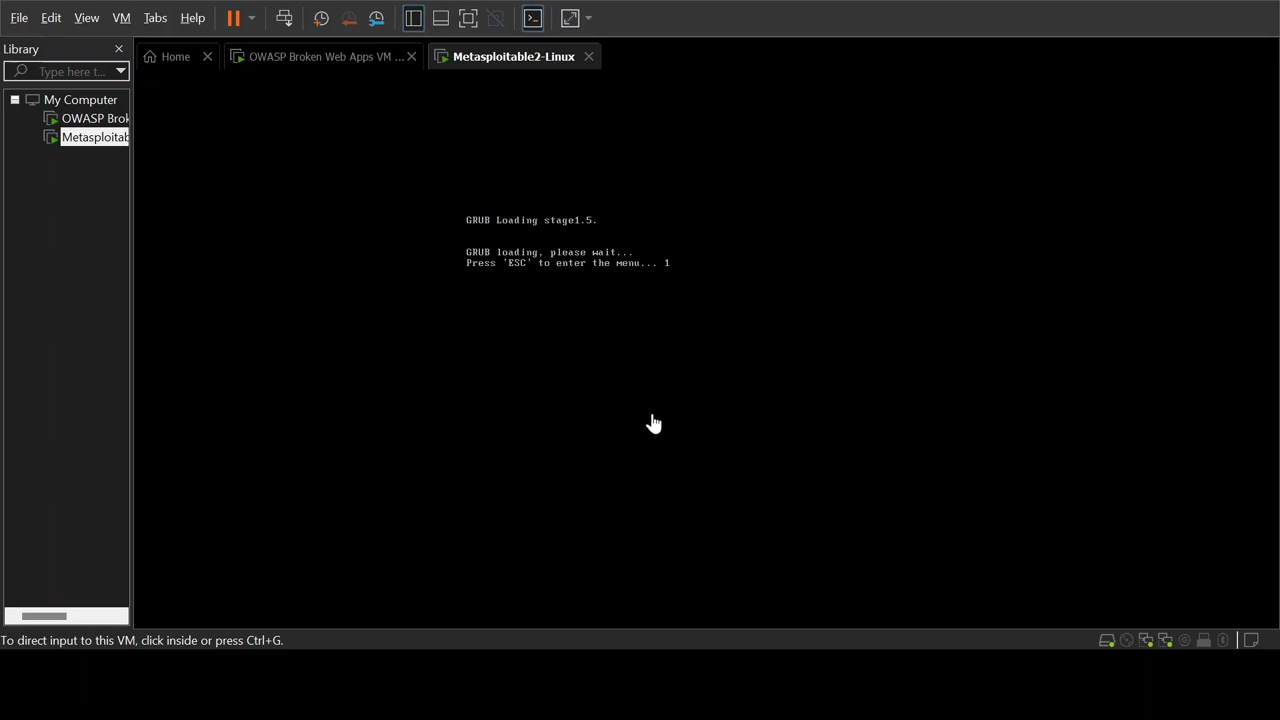 File Edit View VM Tabs Help
Library
Type here t...
Home
OWASP Broken Web Apps VM ...
Metasploitable2-Linux
My Computer
OWASP Brok
Metasploitab
GRUB Loading stage1.5.
GRUB loading, please wait...
Press 'ESC' to enter the menu... 1
To direct input to this VM, click inside or press Ctrl+G.